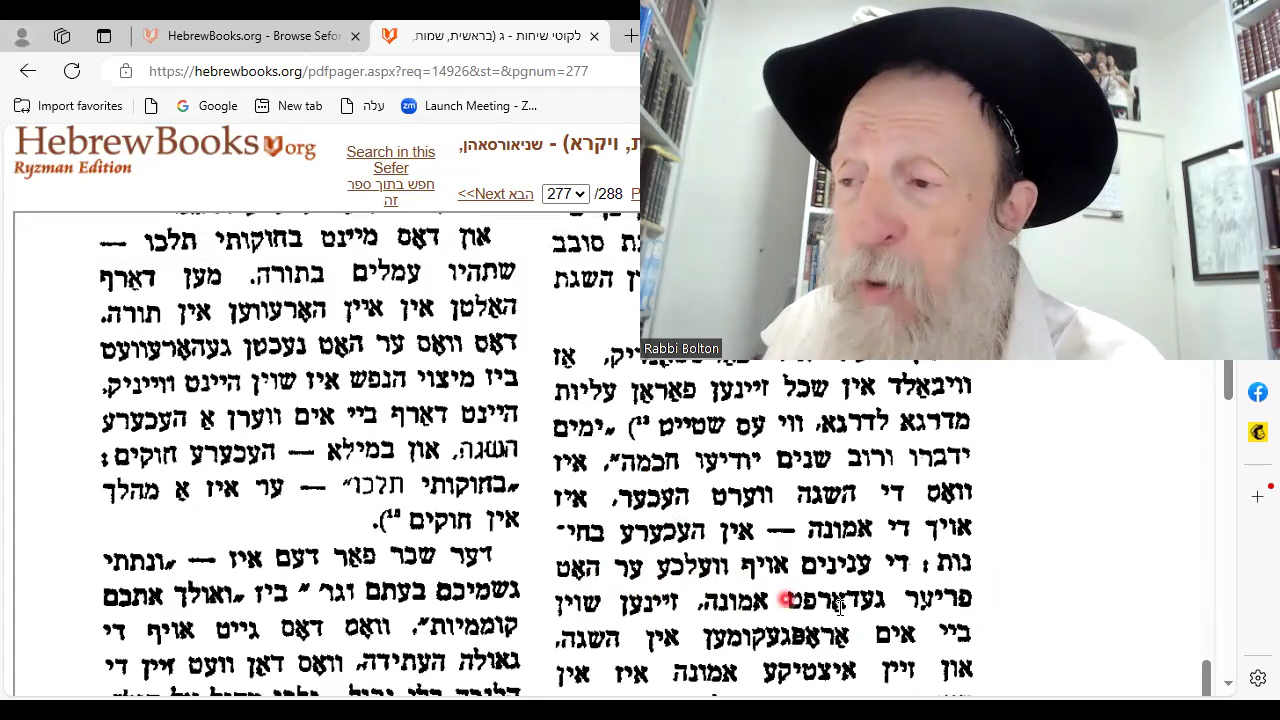 HebrewBooks.org - Browse Sefor
לקוטי שיחות - ג (בראשית, שמות,
https://hebrewbooks.org/pdfpager.aspx?req=14926&st=&pgnum=277
Import favorites
Google
New tab
עלה
Launch Meeting - Z...
HebrewBooks.org
Ryzman Edition
Search in this
Sefer
חפש בתוך ספר
זה
ת, ויקרא) - שניאורסאהן,
<<Next הבא 277 /288
Rabbi Bolton
ת סובב
ן השגת
אַז
וויבאַלד אין שכל זיינען פאַראַן עליות
מדרגא לדרגא, ווי עס שטייט (¹³ „ימים
ידברו ורוב שנים יודיעו חכמה", איז
וואָס די השגה ווערט העכער, איז
אויך די אמונה — אין העכערע בחי־
נות: די ענינים אויף וועלכע ער האָט
פריער געדאַרפט אמונה, זיינען שוין
ביי אים אַראָפּגעקומען אין השגה,
און זיין איצטיקע אמונה איז אין
און דאָס מיינט בחוקותי תלכו —
שתהיו עמלים בתורה. מען דאַרף
האַלטן אין איין האָרעווען אין תורה.
דאָס וואָס ער האָט נעכטן געהאָרעוועט
ביז מיצוי הנפש איז שוין היינט ווייניק,
היינט דאַרף ביי אים ווערן אַ העכערע
השגה, און במילא — העכערע חוקים;
„בחוקותי תלכו" — ער איז אַ מהלך
אין חוקים ¹⁸).
דער שכר פאַר דעם איז — „ונתתי
גשמיכם בעתם וגו'" ביז „ואולך אתכם
קוממיות", וואָס דאָס גייט אויף די
גאולה העתידה, וואָס דאַן וועט זיין די